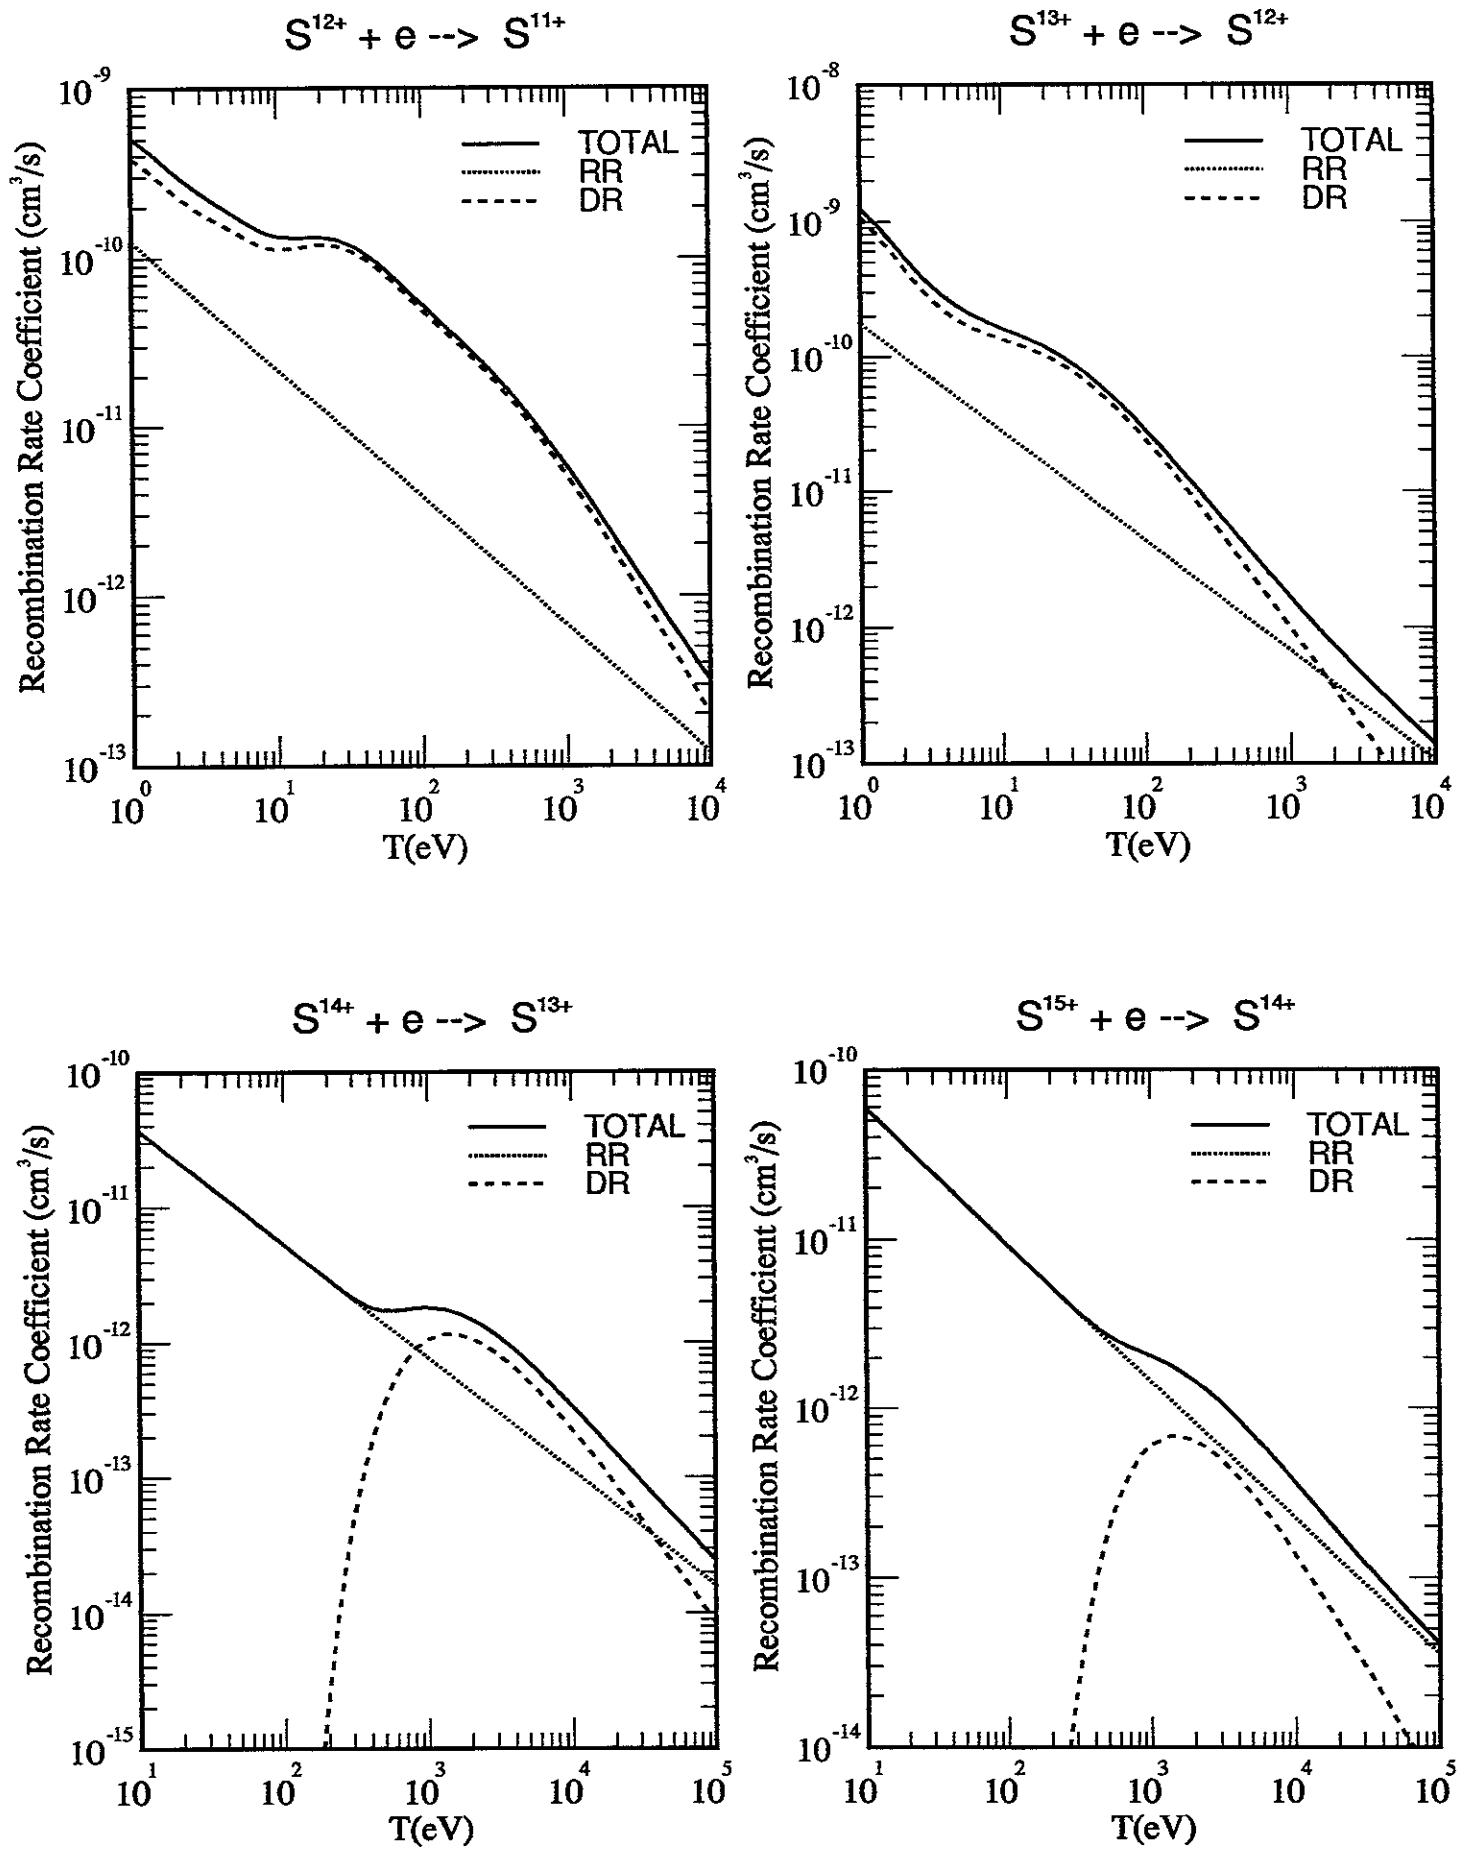 S¹²⁺ + e --> S¹¹⁺
10⁻⁹
10⁻¹⁰
10⁻¹¹
10⁻¹²
10⁻¹³
Recombination Rate Coefficient (cm³/s)
TOTAL
RR
DR
10⁰ 10¹ 10² 10³ 10⁴
T(eV)
S¹³⁺ + e --> S¹²⁺
10⁻⁸
10⁻⁹
10⁻¹⁰
10⁻¹¹
10⁻¹²
10⁻¹³
Recombination Rate Coefficient (cm³/s)
TOTAL
RR
DR
10⁰ 10¹ 10² 10³ 10⁴
T(eV)
S¹⁴⁺ + e --> S¹³⁺
10⁻¹⁰
10⁻¹¹
10⁻¹²
10⁻¹³
10⁻¹⁴
10⁻¹⁵
Recombination Rate Coefficient (cm³/s)
TOTAL
RR
DR
10¹ 10² 10³ 10⁴ 10⁵
T(eV)
S¹⁵⁺ + e --> S¹⁴⁺
10⁻¹⁰
10⁻¹¹
10⁻¹²
10⁻¹³
10⁻¹⁴
Recombination Rate Coefficient (cm³/s)
TOTAL
RR
DR
10¹ 10² 10³ 10⁴ 10⁵
T(eV)